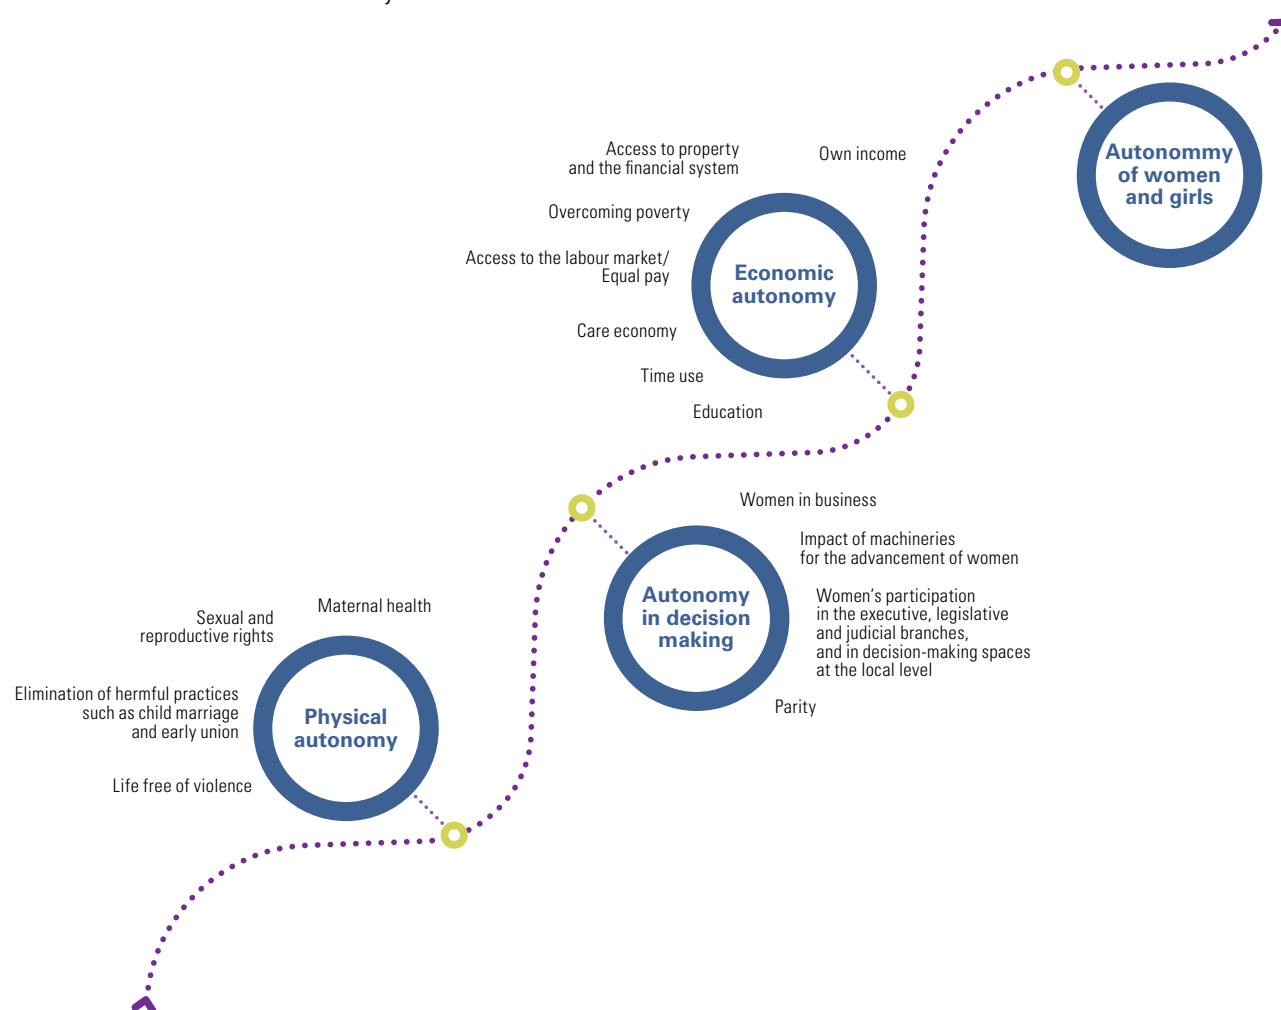 Autonommy
of women
and girls
Access to property
and the financial system
Own income
Overcoming poverty
Access to the labour market/
Equal pay
Economic
autonomy
Care economy
Time use
Education
Women in business
Impact of machineries
for the advancement of women
Autonomy
in decision
making
Women's participation
in the executive, legislative
and judicial branches,
and in decision-making spaces
at the local level
Parity
Maternal health
Sexual and
reproductive rights
Elimination of harmful practices
such as child marriage
and early union
Physical
autonomy
Life free of violence